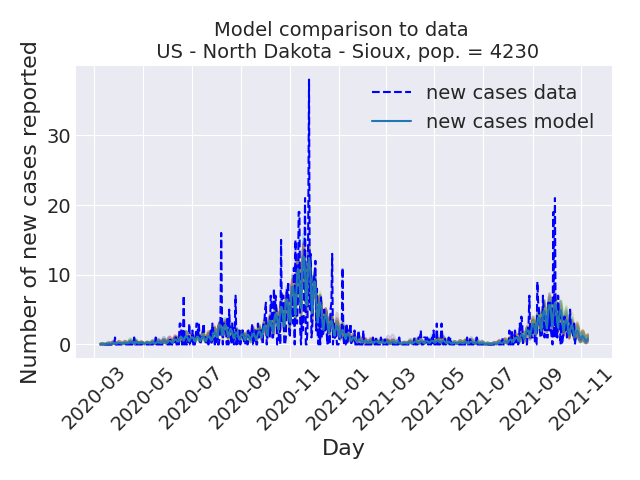 Model comparison to data
US - North Dakota - Sioux, pop. = 4230
Number of new cases reported
30
20
10
0
new cases data
new cases model
2020-03
2020-05
2020-07
2020-09
2020-11
2021-01
2021-03
2021-05
2021-07
2021-09
2021-11
Day